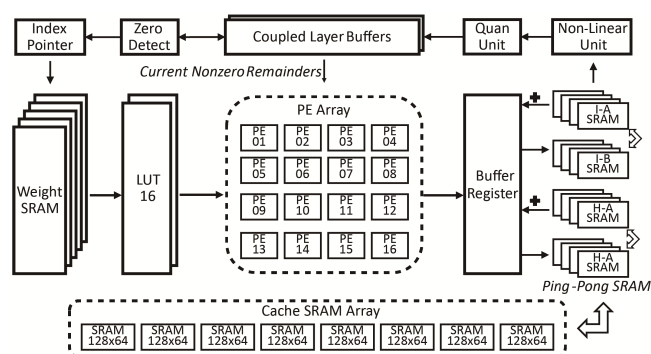 Index Pointer
Zero Detect
Coupled Layer Buffers
Quan Unit
Non-Linear Unit
Current Nonzero Remainders
PE Array
PE 01
PE 02
PE 03
PE 04
PE 05
PE 06
PE 07
PE 08
PE 09
PE 10
PE 11
PE 12
PE 13
PE 14
PE 15
PE 16
Weight SRAM
LUT 16
Buffer Register
I-A SRAM
I-B SRAM
H-A SRAM
H-A SRAM
Ping-Pong SRAM
Cache SRAM Array
SRAM 128x64
SRAM 128x64
SRAM 128x64
SRAM 128x64
SRAM 128x64
SRAM 128x64
SRAM 128x64
SRAM 128x64